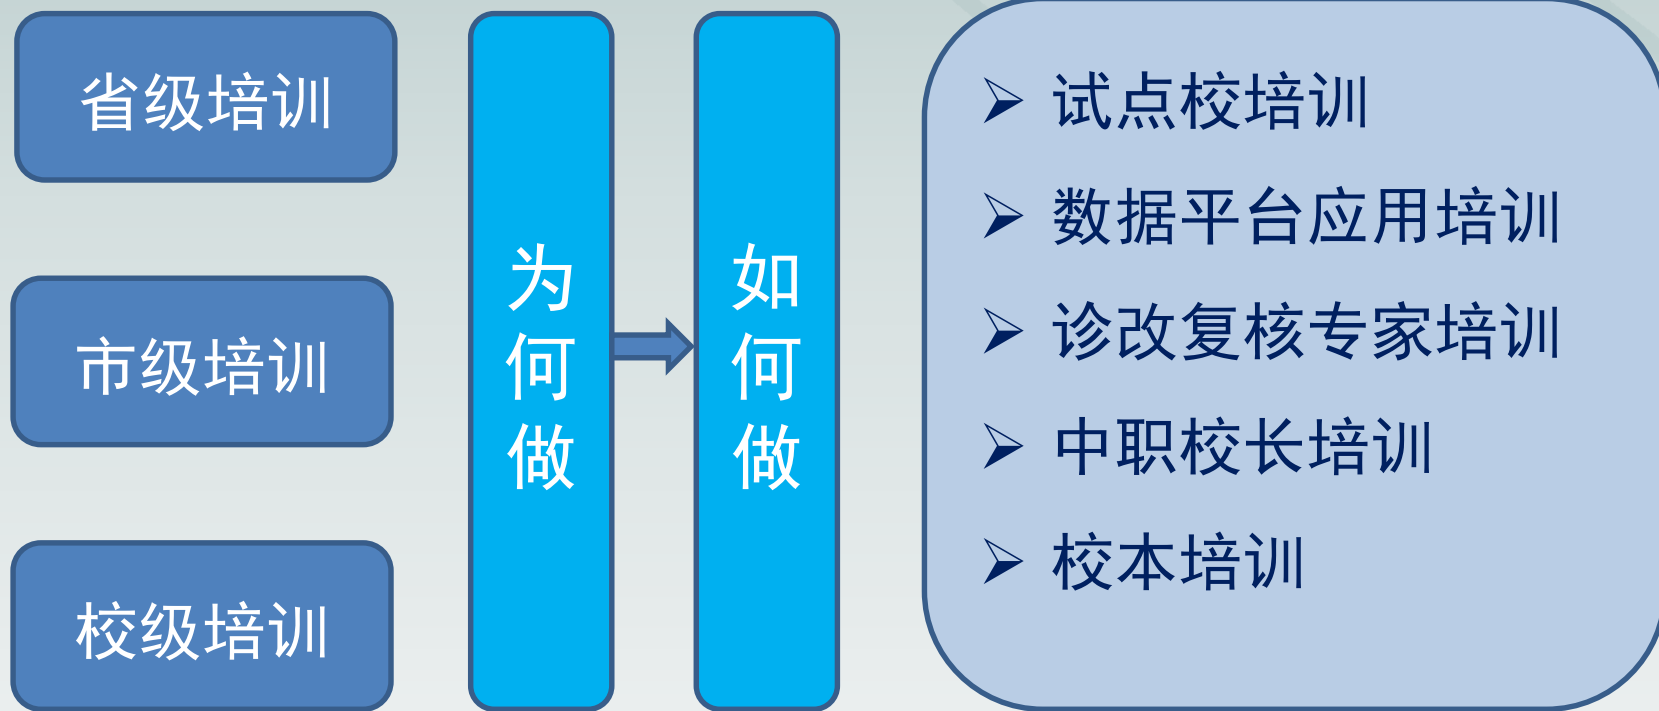 省级培训
市级培训
校级培训
为何做
如何做
试点校培训
数据平台应用培训
诊改复核专家培训
中职校长培训
校本培训